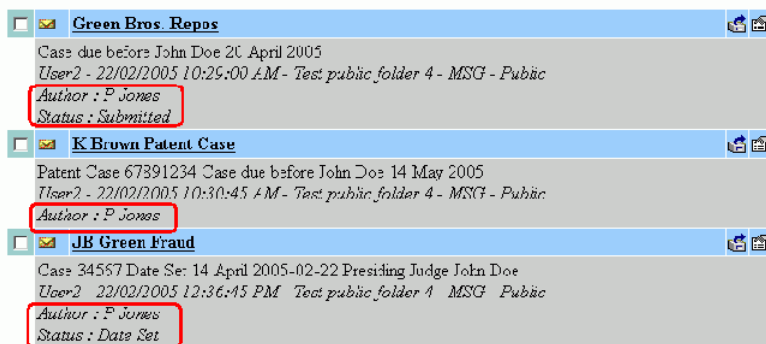 Green Bros. Repos
Case due before John Doe 20 April 2005
User2 - 22/02/2005 10:29:00 AM - Test public folder 4 - MSG - Public
Author : P Jones
Status : Submitted
K Brown Patent Case
Patent Case 67891234 Case due before John Doe 14 May 2005
User2 - 22/02/2005 10:30:45 AM - Test public folder 4 - MSG - Public
Author : P Jones
JB Green Fraud
Case 34567 Date Set 14 April 2005-02-22 Presiding Judge John Doe
User2 22/02/2005 12:36:45 PM Test public folder 4 MSG Public
Author : P Jones
Status : Date Set